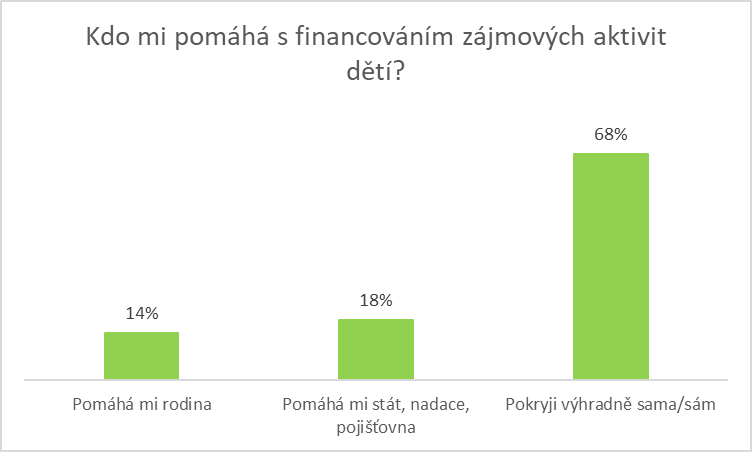 Kdo mi pomáhá s financováním zájmových aktivit
dětí?
68%
18%
14%
Pomáhá mi rodina
Pomáhá mi stát, nadace,
pojišťovna
Pokryji výhradně sama/sám